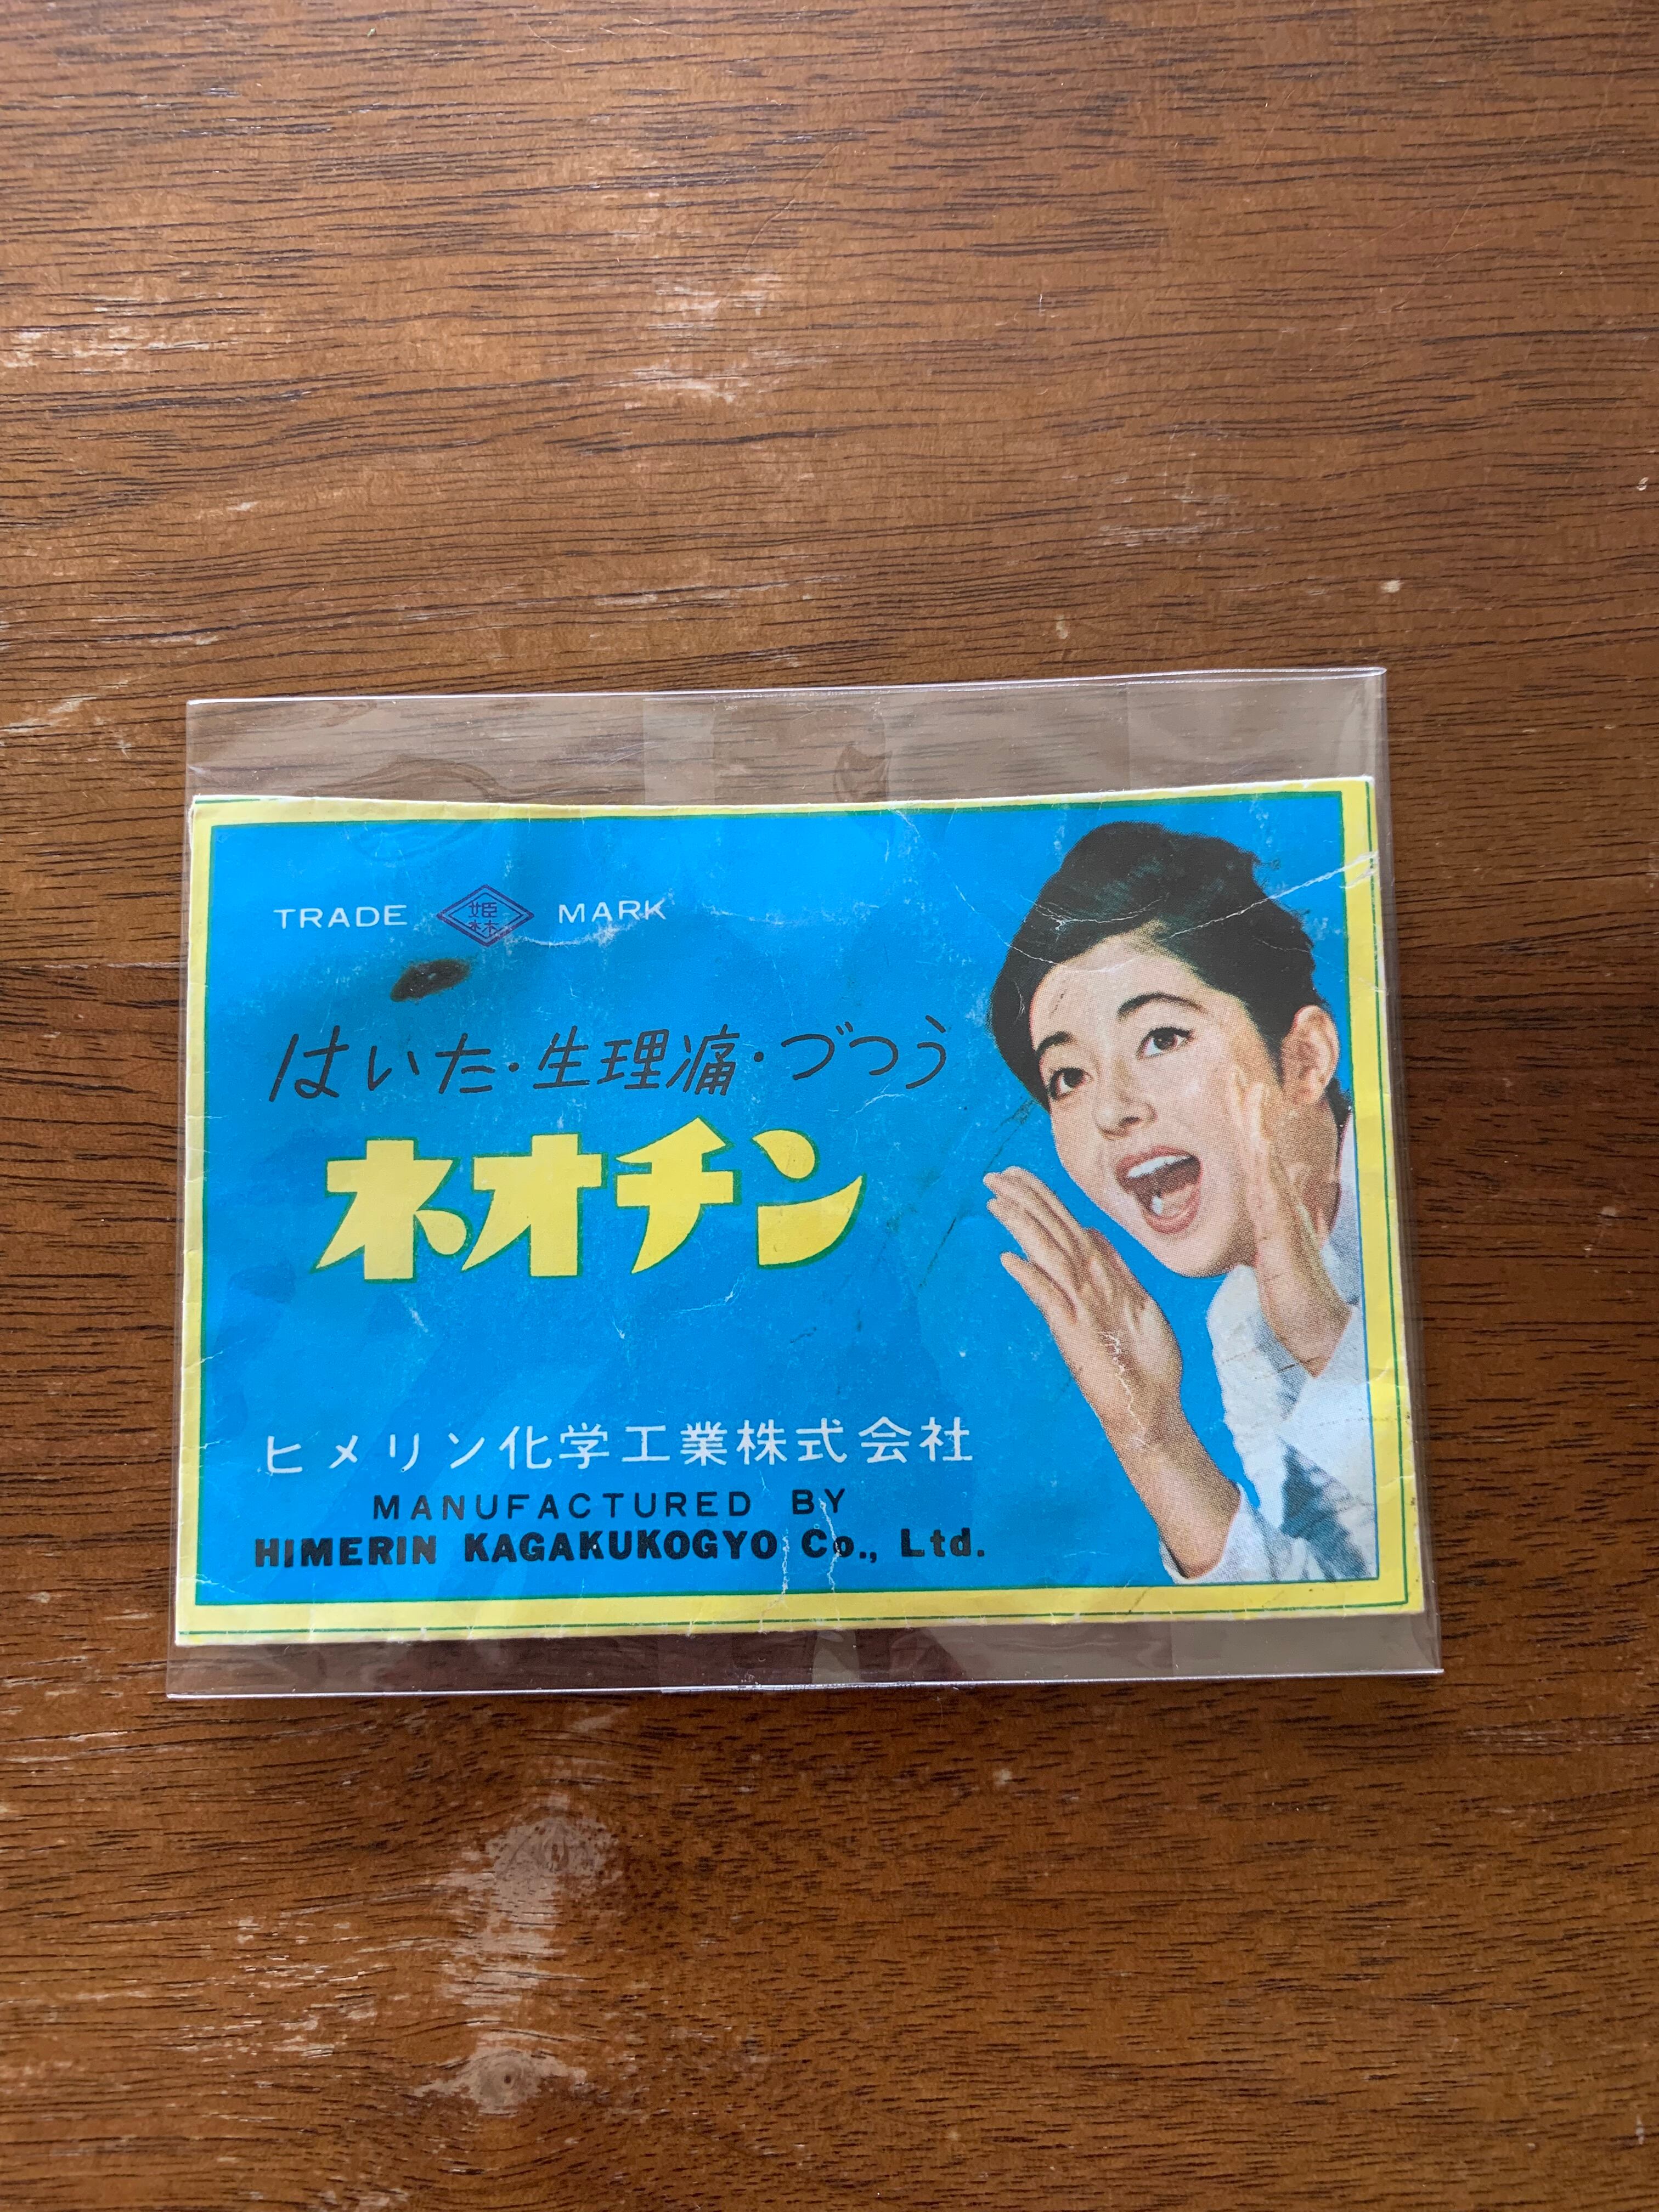 TRADE 姫 MARK
はいた・生理痛・づつう
ネオチン
ヒメリン化学工業株式会社
MANUFACTURED BY
HIMERIN KAGAKUKOGYO Co., Ltd.